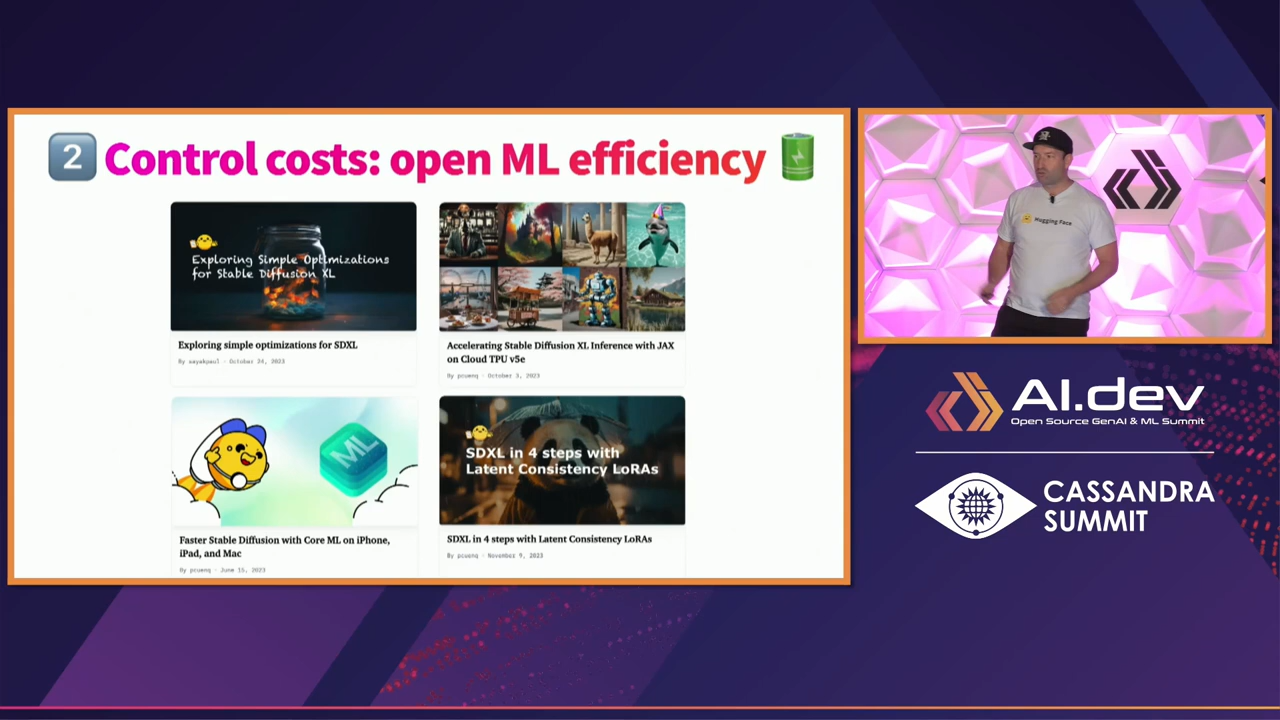 2 Control costs: open ML efficiency
Exploring Simple Optimizations
for Stable Diffusion XL
Exploring simple optimizations for SDXL
By sayakpaul · October 24, 2023
Accelerating Stable Diffusion XL Inference with JAX
on Cloud TPU v5e
By pcuenq · October 3, 2023
ML
Faster Stable Diffusion with Core ML on iPhone,
iPad, and Mac
By pcuenq · June 15, 2023
SDXL in 4 steps with
Latent Consistency LoRAs
SDXL in 4 steps with Latent Consistency LoRAs
By pcuenq · November 9, 2023
Hugging Face
AI.dev
Open Source GenAI & ML Summit
CASSANDRA
SUMMIT